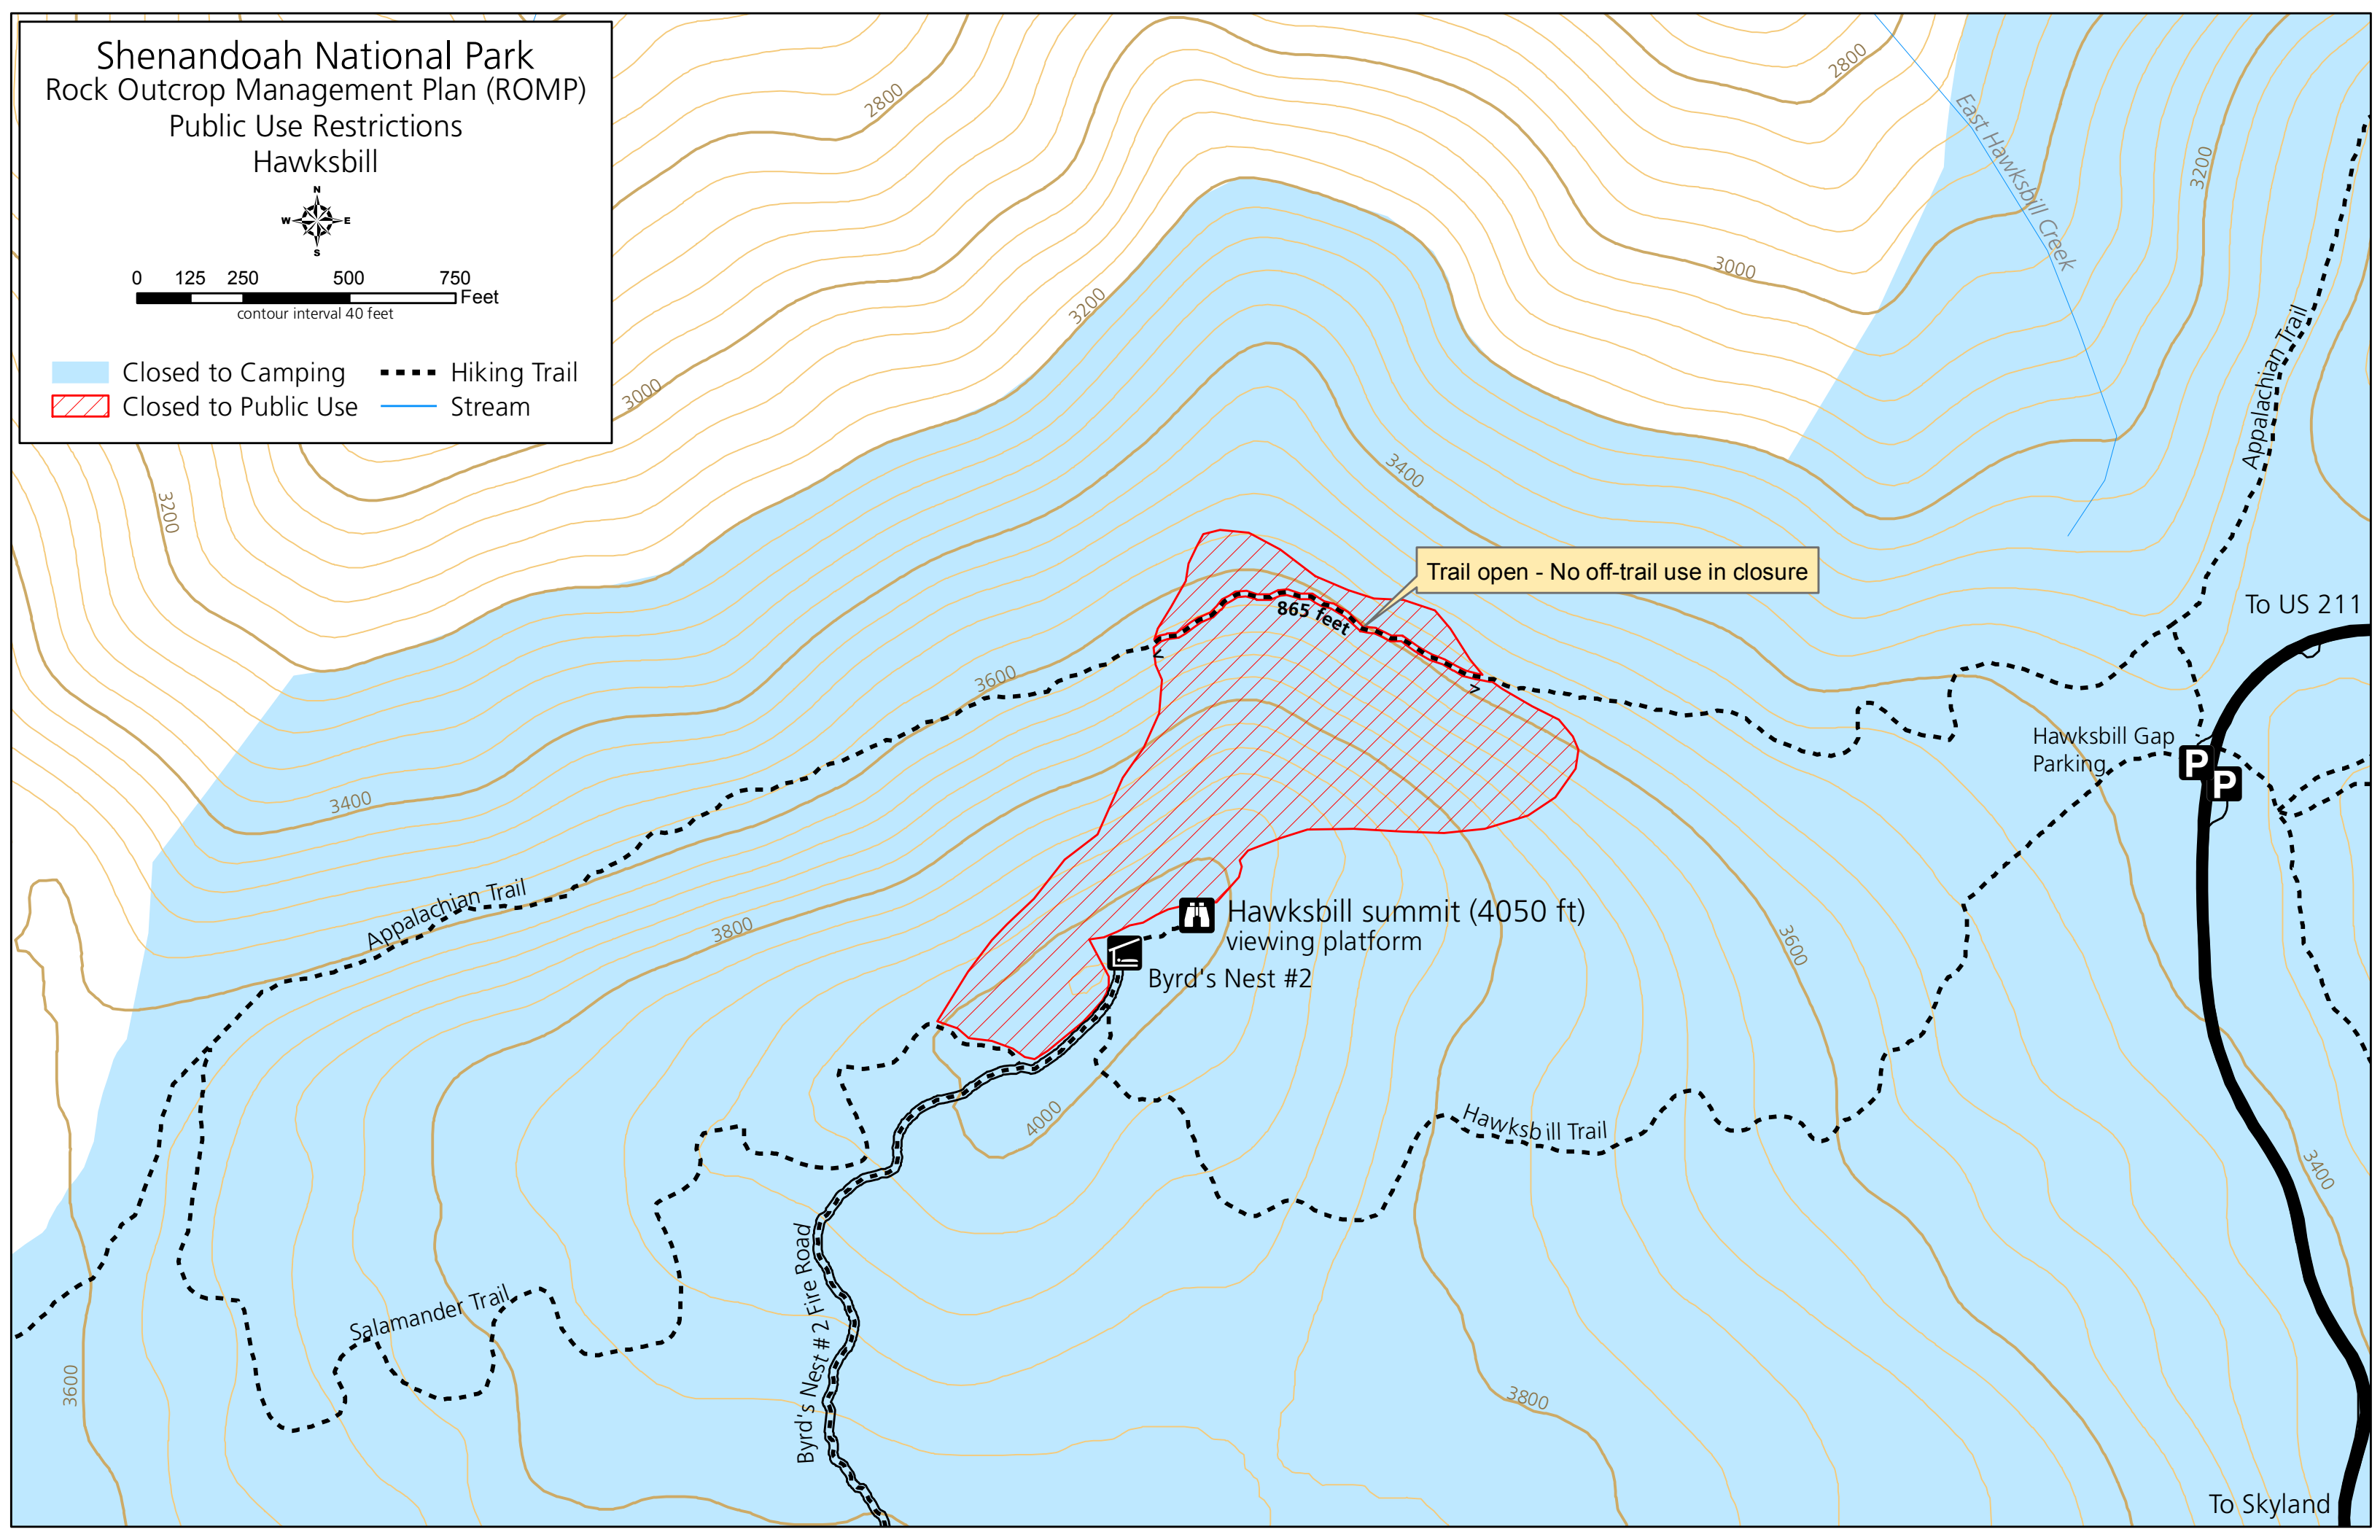 Shenandoah National Park
Rock Outcrop Management Plan (ROMP)
Public Use Restrictions
Hawksbill
N
W E
S
0 125 250 500 750
Feet
contour interval 40 feet
Closed to Camping
Hiking Trail
Closed to Public Use
Stream
2800
2800
East Hawksbill Creek
3200
3000
3200
3000
3200
Appalachian Trail
3400
Trail open - No off-trail use in closure
865 feet
<
>
To US 211
3600
Hawksbill Gap
Parking
P
P
3400
Appalachian Trail
3800
Hawksbill summit (4050 ft)
viewing platform
Byrd's Nest #2
3600
4000
Hawksbill Trail
3400
Salamander Trail
Byrd's Nest # 2 Fire Road
3600
3800
To Skyland